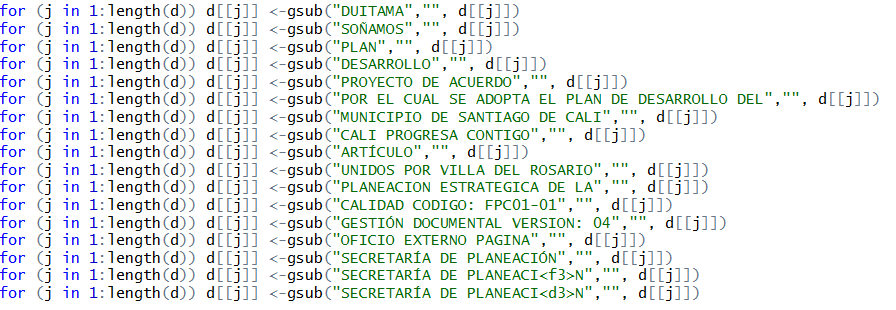 for (j in 1:length(d)) d[[j]] <-gsub("DUITAMA","", d[[j]])
for (j in 1:length(d)) d[[j]] <-gsub("SOÑAMOS","", d[[j]])
for (j in 1:length(d)) d[[j]] <-gsub("PLAN","", d[[j]])
for (j in 1:length(d)) d[[j]] <-gsub("DESARROLLO","", d[[j]])
for (j in 1:length(d)) d[[j]] <-gsub("PROYECTO DE ACUERDO","", d[[j]])
for (j in 1:length(d)) d[[j]] <-gsub("POR EL CUAL SE ADOPTA EL PLAN DE DESARROLLO DEL","", d[[j]])
for (j in 1:length(d)) d[[j]] <-gsub("MUNICIPIO DE SANTIAGO DE CALI","", d[[j]])
for (j in 1:length(d)) d[[j]] <-gsub("CALI PROGRESA CONTIGO","", d[[j]])
for (j in 1:length(d)) d[[j]] <-gsub("ARTÍCULO","", d[[j]])
for (j in 1:length(d)) d[[j]] <-gsub("UNIDOS POR VILLA DEL ROSARIO","", d[[j]])
for (j in 1:length(d)) d[[j]] <-gsub("PLANEACION ESTRATEGICA DE LA","", d[[j]])
for (j in 1:length(d)) d[[j]] <-gsub("CALIDAD CODIGO: FPC01-01","", d[[j]])
for (j in 1:length(d)) d[[j]] <-gsub("GESTIÓN DOCUMENTAL VERSION: 04","", d[[j]])
for (j in 1:length(d)) d[[j]] <-gsub("OFICIO EXTERNO PAGINA","", d[[j]])
for (j in 1:length(d)) d[[j]] <-gsub("SECRETARÍA DE PLANEACIÓN","", d[[j]])
for (j in 1:length(d)) d[[j]] <-gsub("SECRETARÍA DE PLANEACI<f3>N","", d[[j]])
for (j in 1:length(d)) d[[j]] <-gsub("SECRETARÍA DE PLANEACI<d3>N","", d[[j]])